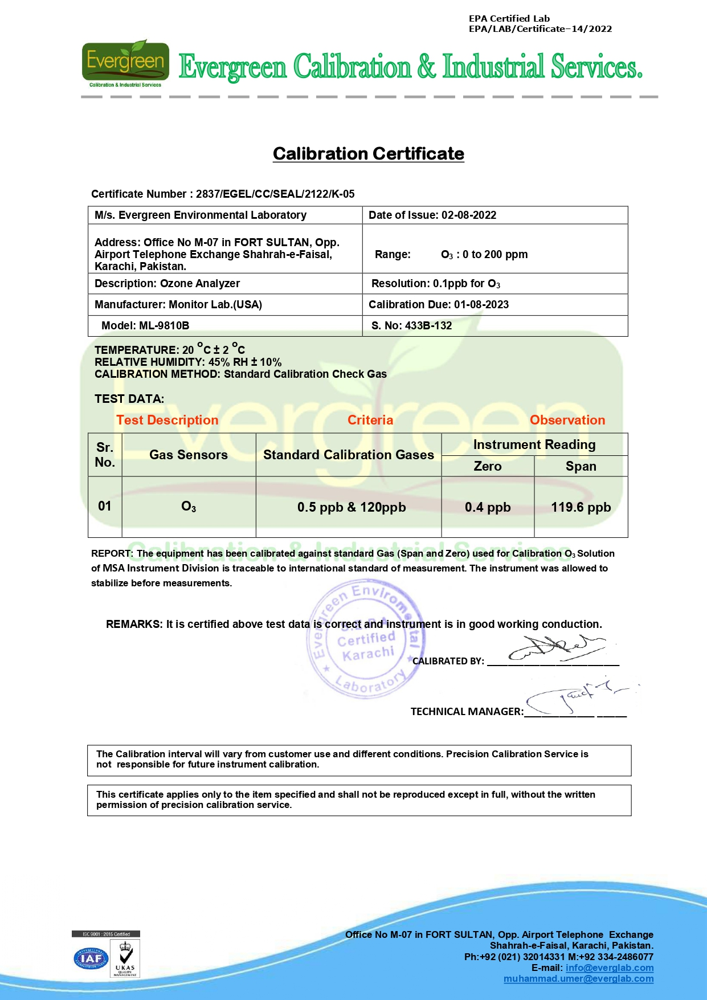 EPA Certified Lab
EPA/LAB/Certificate–14/2022
Evergreen
Calibration & Industrial Services
Evergreen Calibration & Industrial Services.
Calibration Certificate
Certificate Number : 2837/EGEL/CC/SEAL/2122/K-05
M/s. Evergreen Environmental Laboratory
Date of Issue: 02-08-2022
Address: Office No M-07 in FORT SULTAN, Opp.
Airport Telephone Exchange Shahrah-e-Faisal,
Karachi, Pakistan.
Range: O₃ : 0 to 200 ppm
Description: Ozone Analyzer
Resolution: 0.1ppb for O₃
Manufacturer: Monitor Lab.(USA)
Calibration Due: 01-08-2023
Model: ML-9810B
S. No: 433B-132
TEMPERATURE: 20 °C ± 2 °C
RELATIVE HUMIDITY: 45% RH ± 10%
CALIBRATION METHOD: Standard Calibration Check Gas
TEST DATA:
Evergreen
Test Description Criteria Observation
Sr. No.
Gas Sensors
Standard Calibration Gases
Instrument Reading
Zero
Span
01
O₃
0.5 ppb & 120ppb
0.4 ppb
119.6 ppb
Calibration & Industrial Services
REPORT: The equipment has been calibrated against standard Gas (Span and Zero) used for Calibration O₃ Solution
of MSA Instrument Division is traceable to international standard of measurement. The instrument was allowed to
stabilize before measurements.
REMARKS: It is certified above test data is correct and instrument is in good working conduction.
Evergreen Enviromental
S.E.P.A
Certified
Karachi
Laboratory
CALIBRATED BY:
TECHNICAL MANAGER:
The Calibration interval will vary from customer use and different conditions. Precision Calibration Service is
not responsible for future instrument calibration.
This certificate applies only to the item specified and shall not be reproduced except in full, without the written
permission of precision calibration service.
ISO 9001 : 2015 Certified
IAF
UKAS
QUALITY
MANAGEMENT
Office No M-07 in FORT SULTAN, Opp. Airport Telephone Exchange
Shahrah-e-Faisal, Karachi, Pakistan.
Ph:+92 (021) 32014331 M:+92 334-2486077
E-mail: info@everglab.com
muhammad.umer@everglab.com